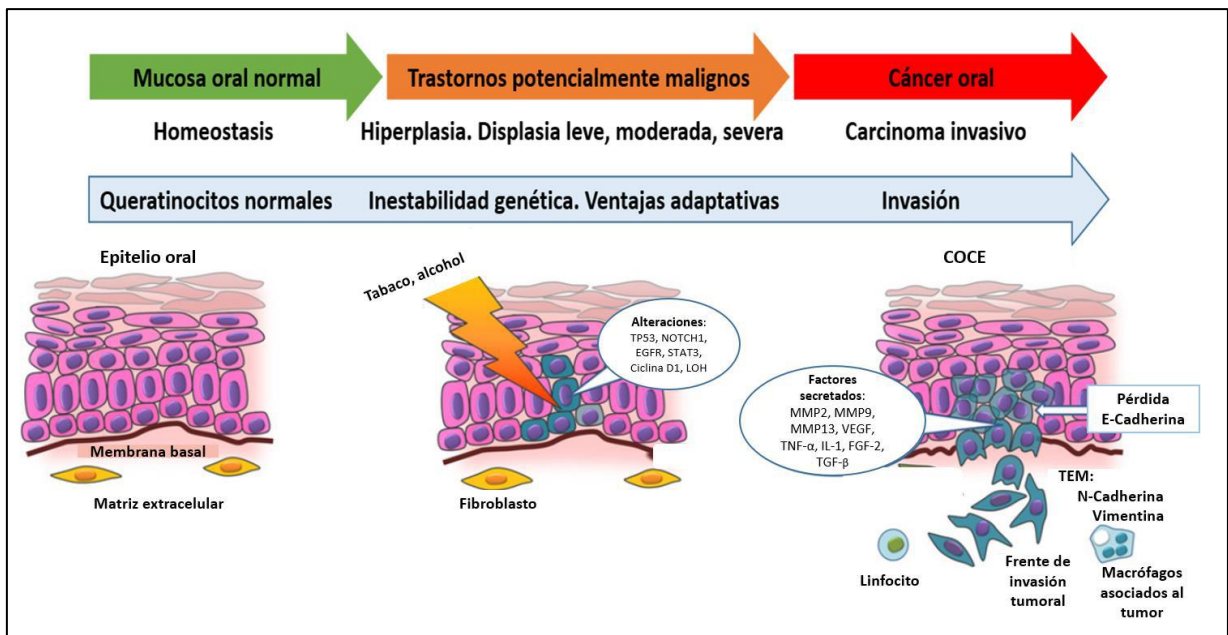 Mucosa oral normal
Trastornos potencialmente malignos
Cáncer oral
Homeostasis
Hiperplasia. Displasia leve, moderada, severa
Carcinoma invasivo
Queratinocitos normales
Inestabilidad genética. Ventajas adaptativas
Invasión
Epitelio oral
Membrana basal
Matriz extracelular
Tabaco, alcohol
Alteraciones:
TP53, NOTCH1,
EGFR, STAT3,
Ciclina D1, LOH
Fibroblasto
COCE
Factores
secretados:
MMP2, MMP9,
MMP13, VEGF,
TNF-α, IL-1, FGF-2,
TGF-β
Pérdida
E-Cadherina
TEM:
N-Cadherina
Vimentina
Linfocito
Frente de
invasión
tumoral
Macrófagos
asociados al
tumor